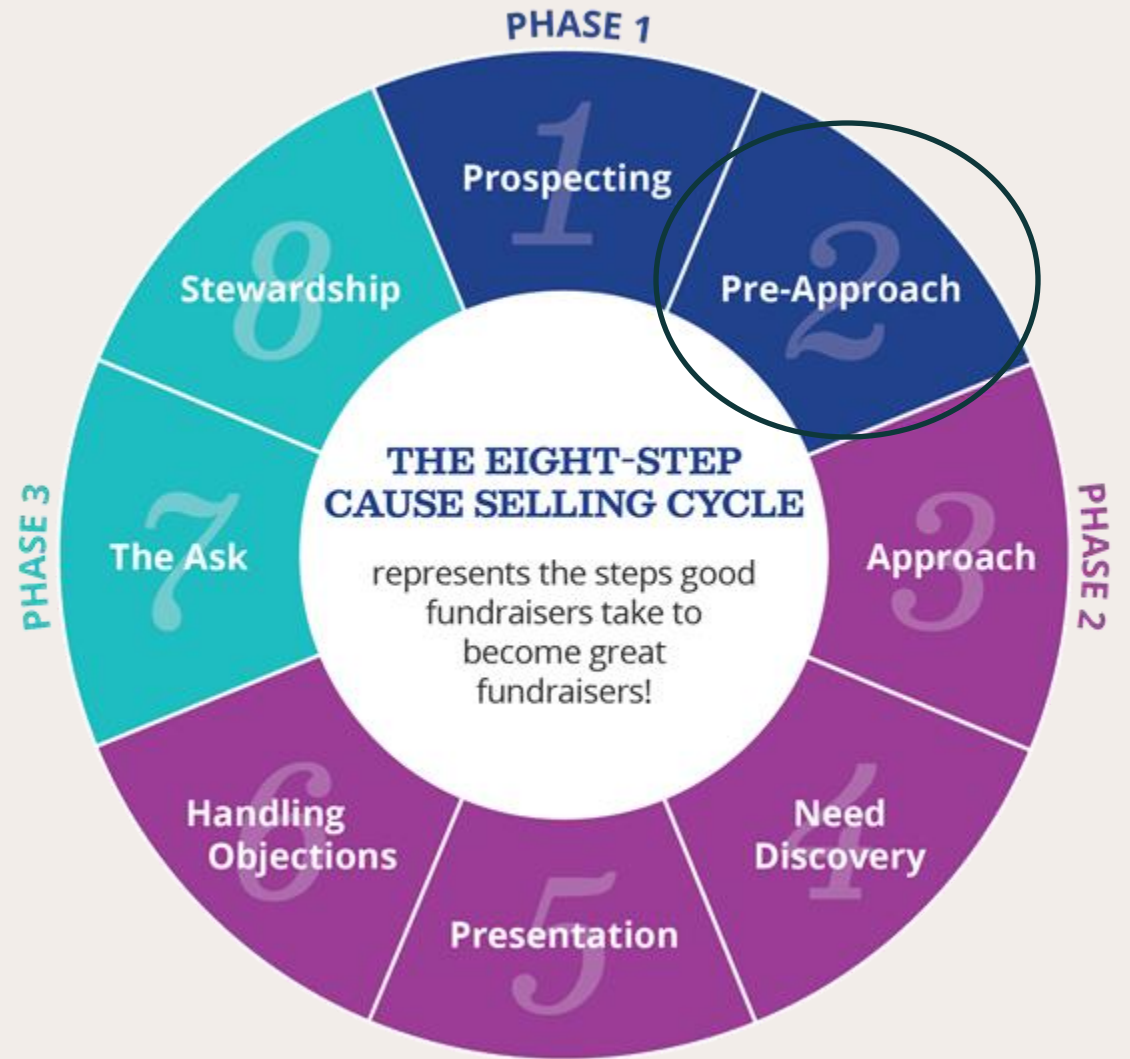 PHASE 1
1
Prospecting
2
Pre-Approach
PHASE 2
3
Approach
4
Need
Discovery
5
Presentation
6
Handling
Objections
PHASE 3
7
The Ask
8
Stewardship
THE EIGHT-STEP
CAUSE SELLING CYCLE
represents the steps good
fundraisers take to
become great
fundraisers!